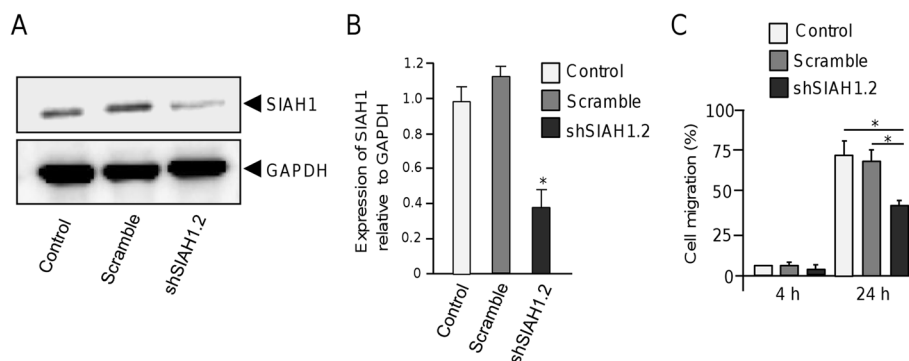 A
SIAH1
GAPDH
Control
Scramble
shSIAH1.2
B
Expression of SIAH1
relative to GAPDH
1.2
1.0
0.8
0.6
0.4
0.2
0
*
Control
Scramble
shSIAH1.2
Control
Scramble
shSIAH1.2
C
Control
Scramble
shSIAH1.2
Cell migration (%)
100
75
50
25
0
*
*
4 h
24 h